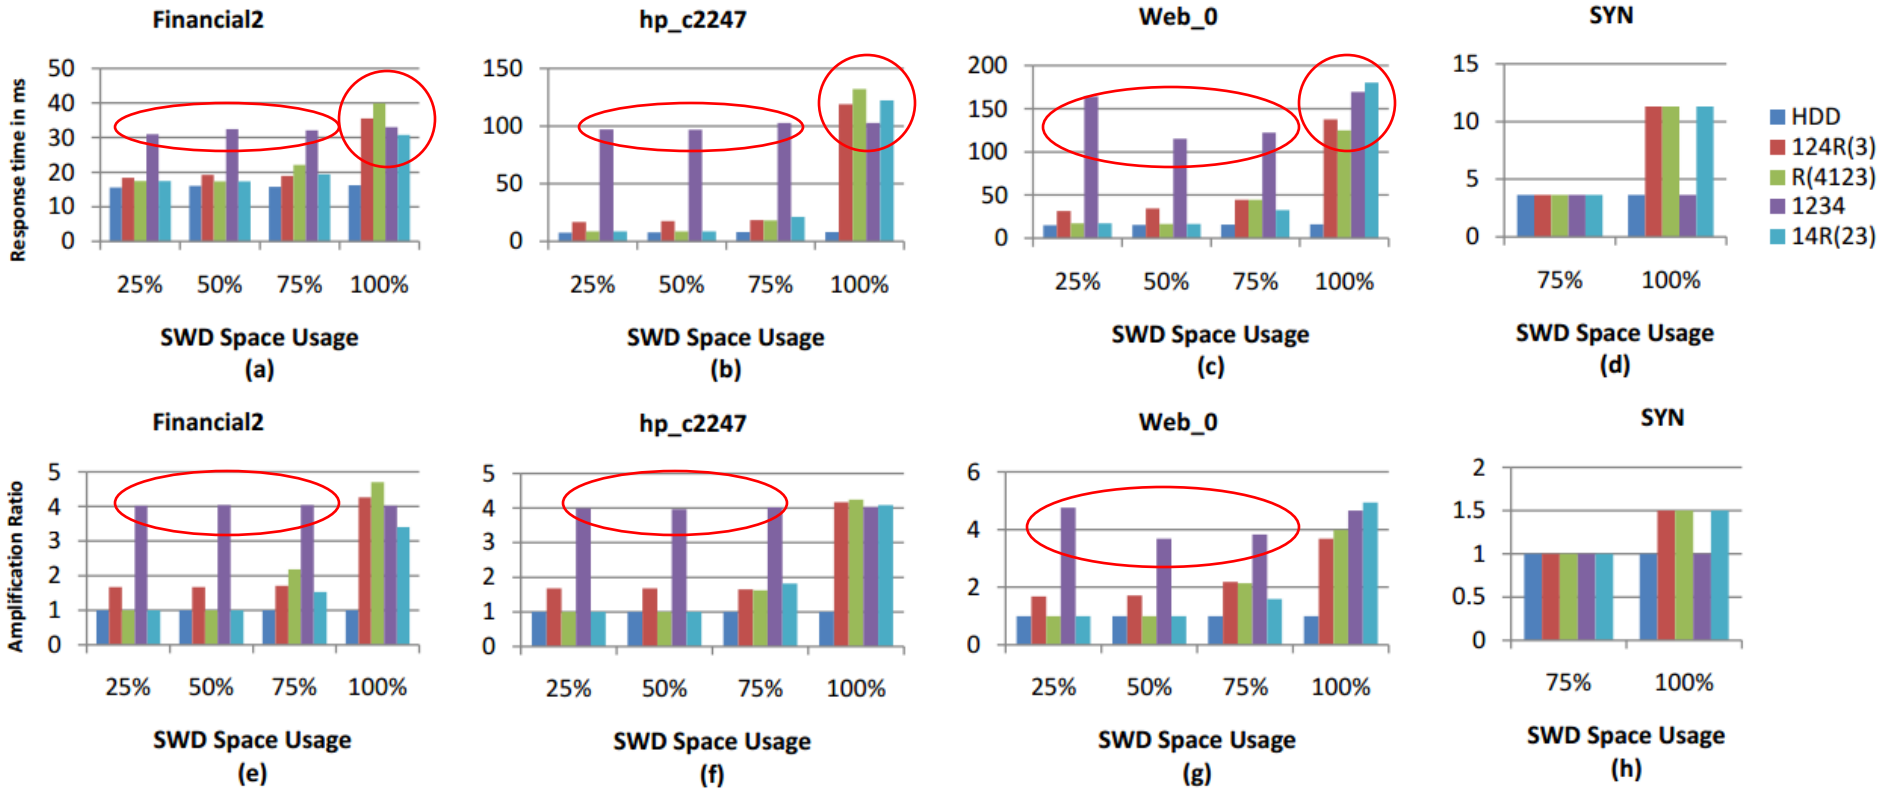 Financial2
hp_c2247
Web_0
SYN
Response time in ms
50
40
30
20
10
0
25% 50% 75% 100%
SWD Space Usage
(a)
150
100
50
0
25% 50% 75% 100%
SWD Space Usage
(b)
200
150
100
50
0
25% 50% 75% 100%
SWD Space Usage
(c)
15
10
5
0
75% 100%
SWD Space Usage
(d)
HDD
124R(3)
R(4123)
1234
14R(23)
Financial2
hp_c2247
Web_0
SYN
Amplification Ratio
5
4
3
2
1
0
25% 50% 75% 100%
SWD Space Usage
(e)
5
4
3
2
1
0
25% 50% 75% 100%
SWD Space Usage
(f)
6
4
2
0
25% 50% 75% 100%
SWD Space Usage
(g)
2
1.5
1
0.5
0
75% 100%
SWD Space Usage
(h)